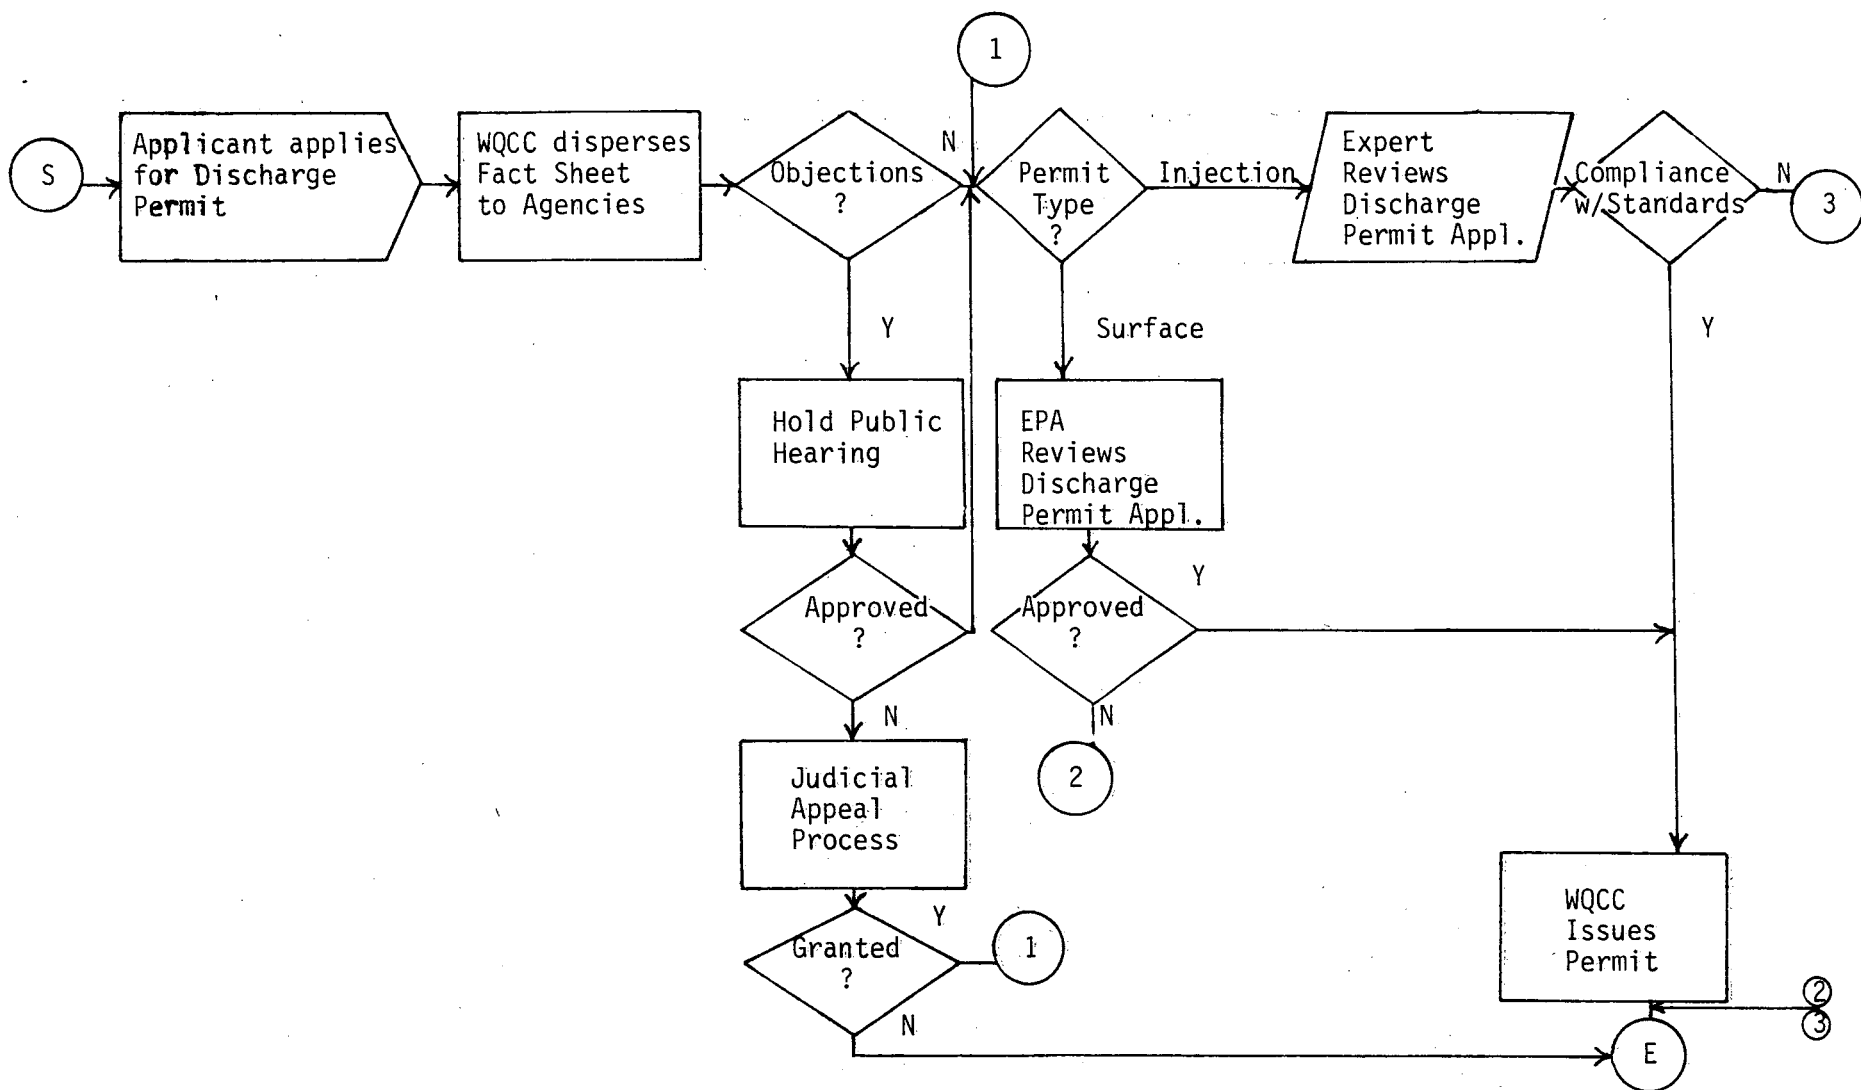 1
S
Applicant applies
for Discharge
Permit
WQCC disperses
Fact Sheet
to Agencies
Objections
?
N
Permit
Type
?
Injection
Expert
Reviews
Discharge
Permit Appl.
Compliance
w/Standards
N
3
Y
Surface
Y
Hold Public
Hearing
EPA
Reviews
Discharge
Permit Appl.
Approved
?
Approved
?
Y
N
N
Judicial
Appeal
Process
2
Granted
?
Y
1
N
WQCC
Issues
Permit
2
3
E